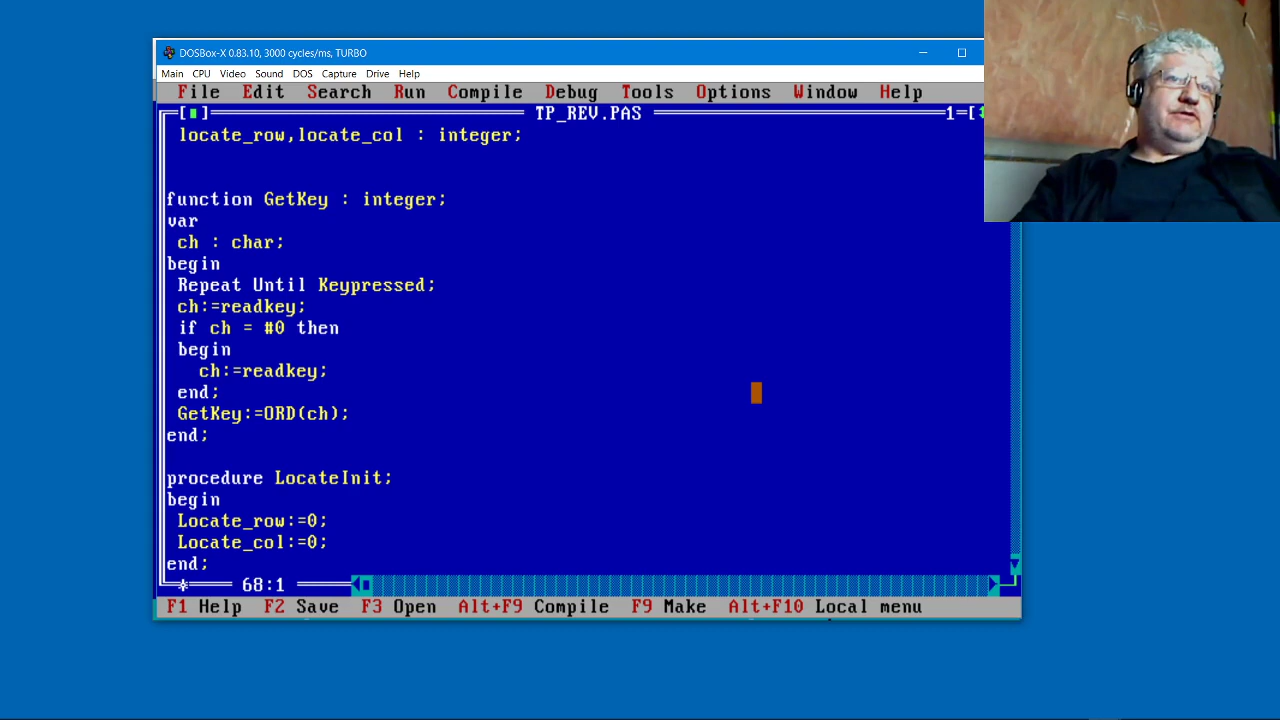 DOSBox-X 0.83.10, 3000 cycles/ms, TURBO
Main CPU Video Sound DOS Capture Drive Help
File Edit Search Run Compile Debug Tools Options Window Help
TP_REV.PAS 1
locate_row,locate_col : integer;
function GetKey : integer;
var
ch : char;
begin
Repeat Until Keypressed;
ch:=readkey;
if ch = #0 then
begin
ch:=readkey;
end;
GetKey:=ORD(ch);
end;
procedure LocateInit;
begin
Locate_row:=0;
Locate_col:=0;
end;
68:1
F1 Help F2 Save F3 Open Alt+F9 Compile F9 Make Alt+F10 Local menu